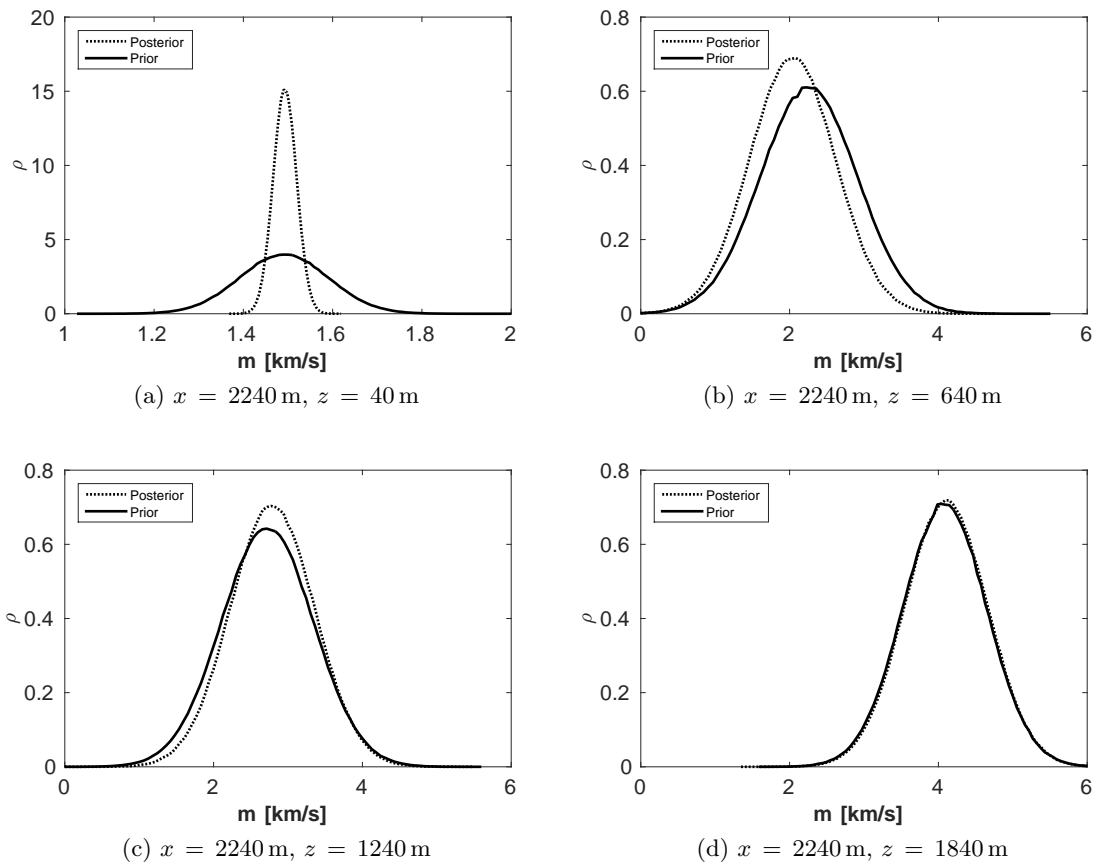 20
15
10
5
0
ρ
Posterior
Prior
1 1.2 1.4 1.6 1.8 2
m [km/s]
(a) x = 2240 m, z = 40 m
0.8
0.6
0.4
0.2
0
ρ
Posterior
Prior
0 2 4 6
m [km/s]
(b) x = 2240 m, z = 640 m
0.8
0.6
0.4
0.2
0
ρ
Posterior
Prior
0 2 4 6
m [km/s]
(c) x = 2240 m, z = 1240 m
0.8
0.6
0.4
0.2
0
ρ
Posterior
Prior
0 2 4 6
m [km/s]
(d) x = 2240 m, z = 1840 m